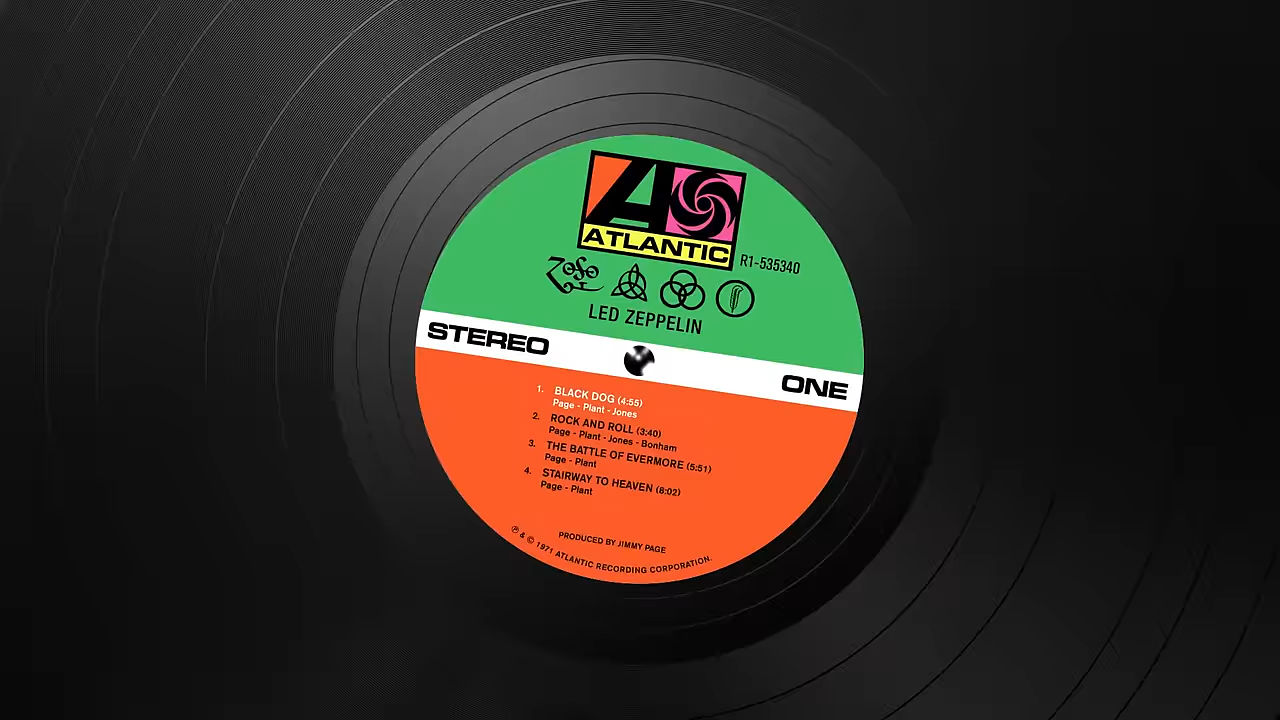 ATLANTIC
R1-535340
LED ZEPPELIN
STEREO
ONE
1. BLACK DOG (4:55)
Page - Plant - Jones
2. ROCK AND ROLL (3:40)
Page - Plant - Jones - Bonham
3. THE BATTLE OF EVERMORE (5:51)
Page - Plant
4. STAIRWAY TO HEAVEN (8:02)
Page - Plant
PRODUCED BY JIMMY PAGE
℗ & © 1971 ATLANTIC RECORDING CORPORATION.